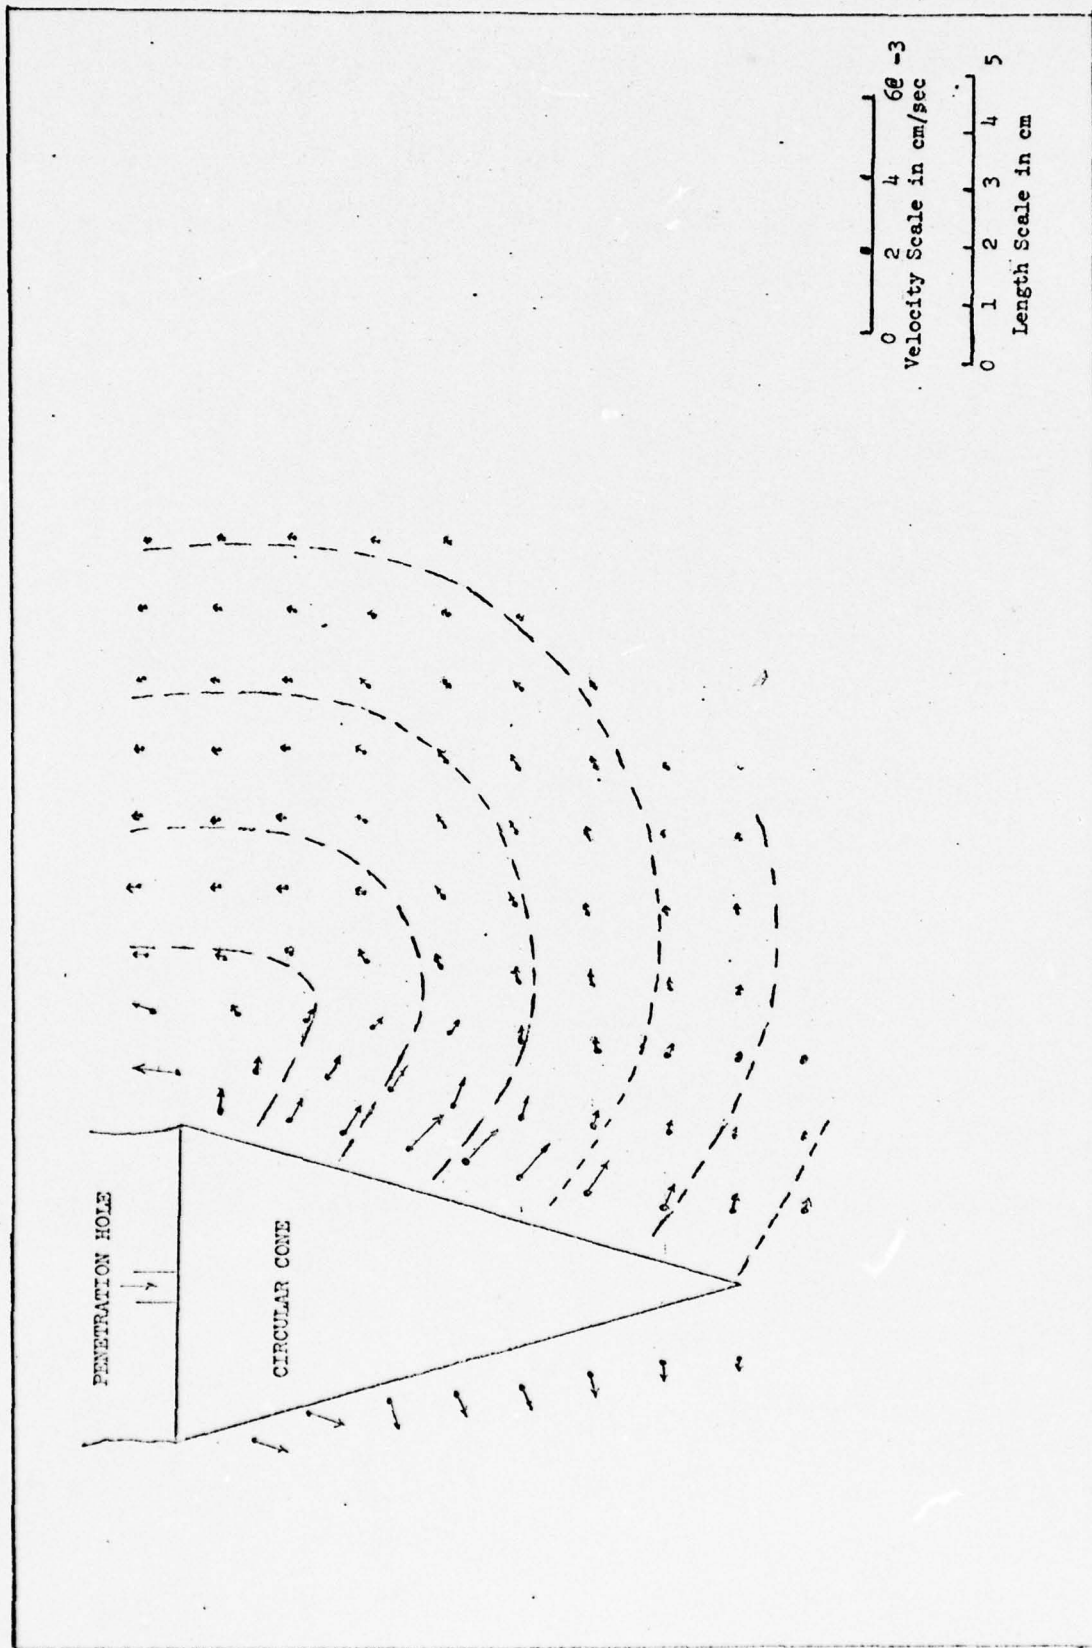 PENETRATION HOLE
CIRCULAR CONE
0 2 4 6@ -3
Velocity Scale in cm/sec
0 1 2 3 4 5
Length Scale in cm